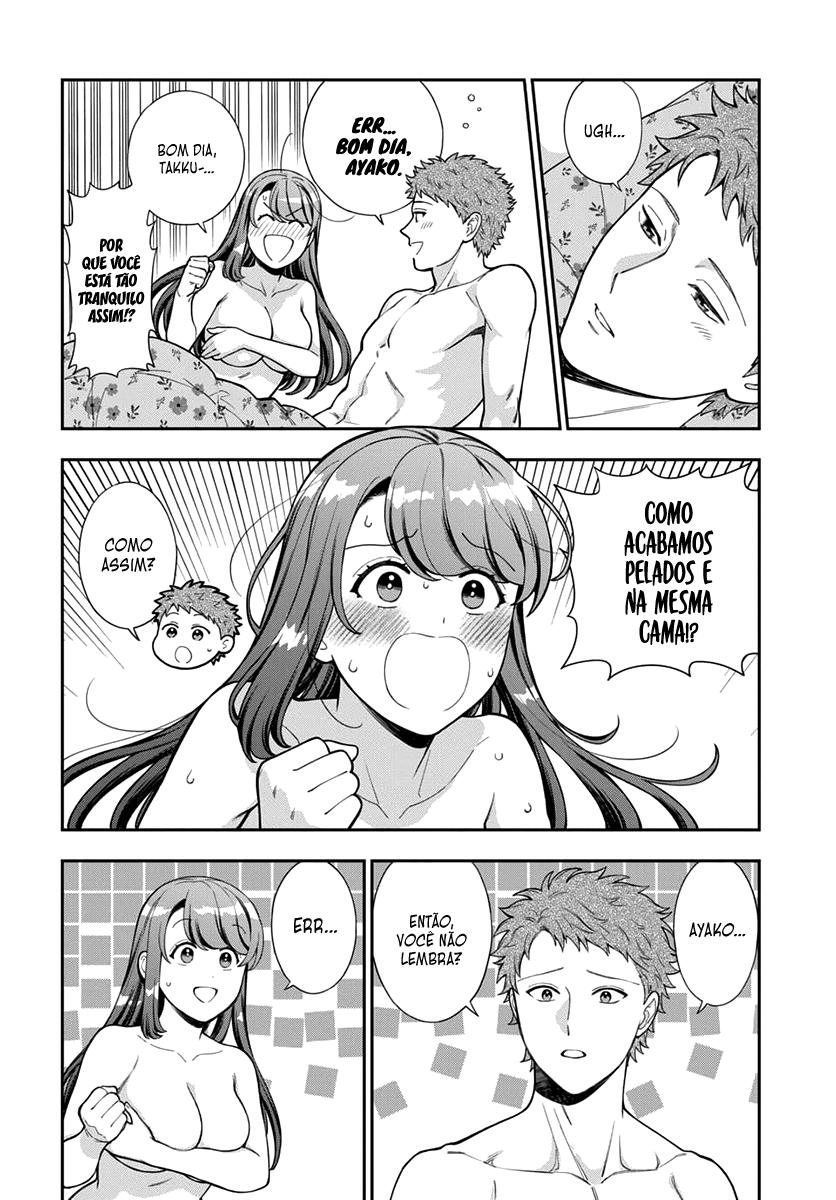 UGH...
ERR...
BOM DIA,
AYAKO.
BOM DIA,
TAKKU-...
POR
QUE VOCÊ
ESTÁ TÃO
TRANQUILO
ASSIM!?
COMO
ACABAMOS
PELADOS E
NA MESMA
CAMA!?
COMO
ASSIM?
AYAKO...
ENTÃO,
VOCÊ NÃO
LEMBRA?
ERR...